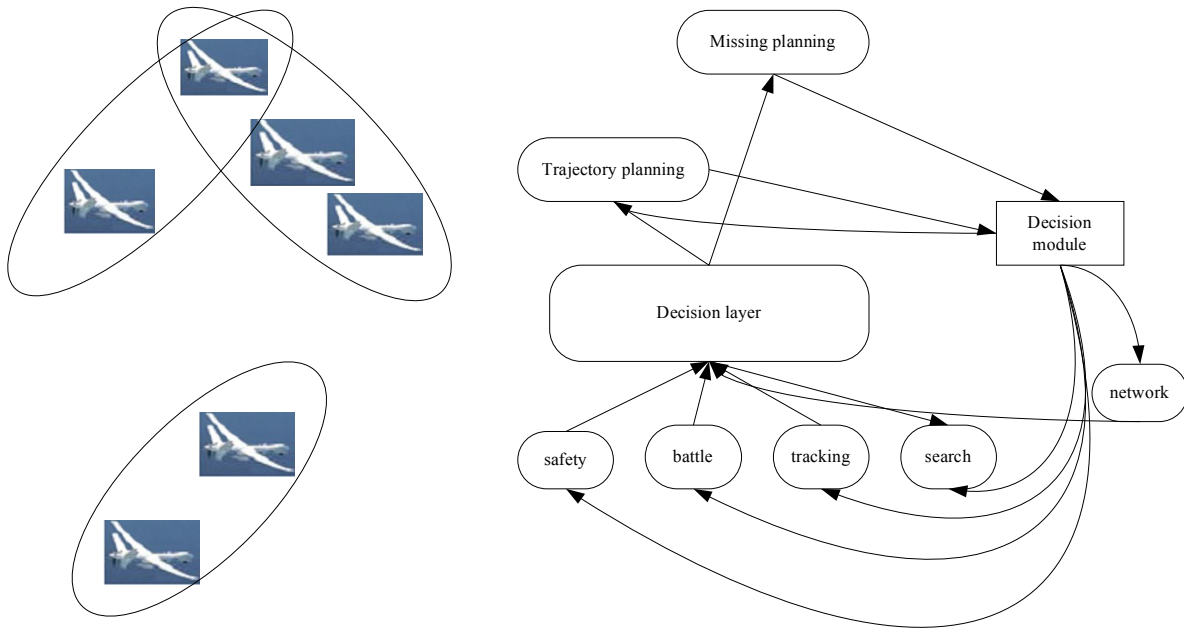 Missing planning
Trajectory planning
Decision
module
Decision layer
network
safety
battle
tracking
search